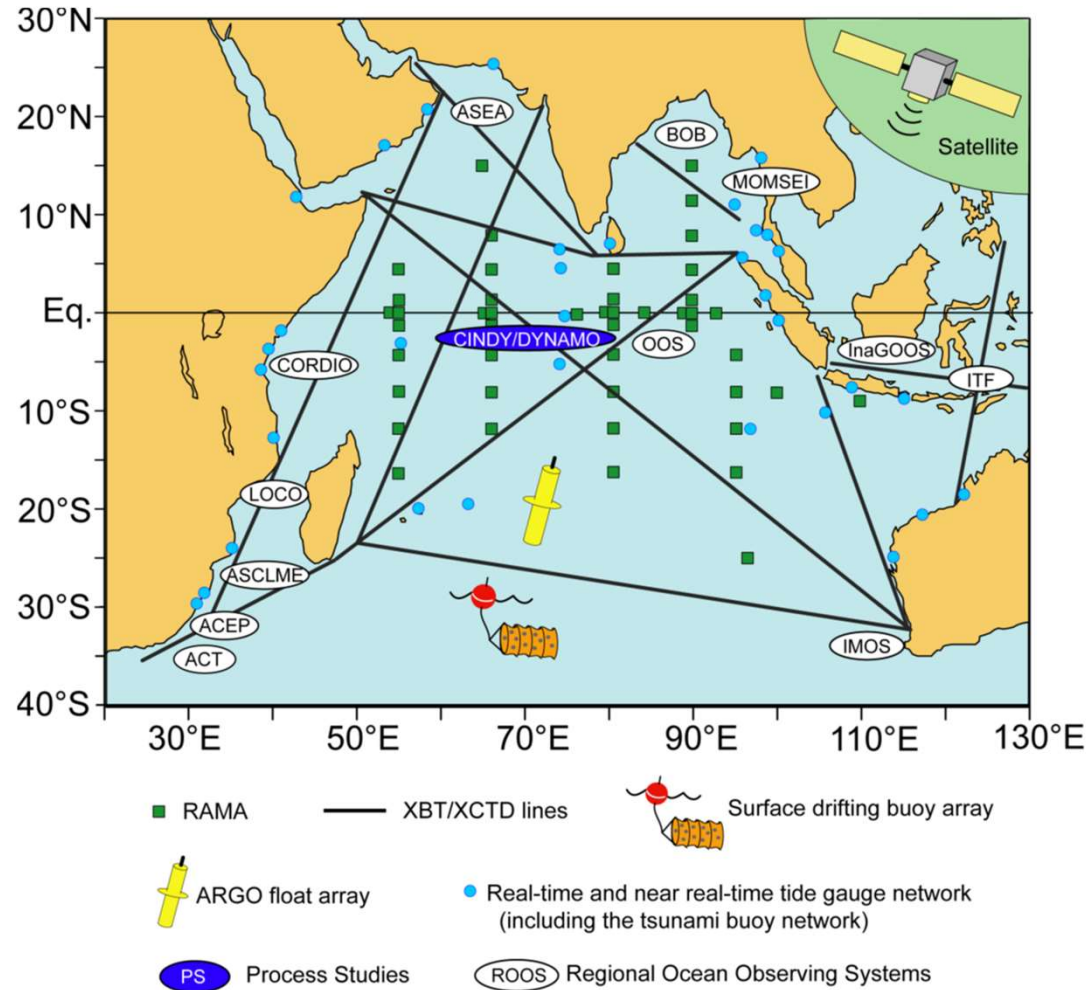 30°N
20°N
10°N
Eq.
10°S
20°S
30°S
40°S
30°E
50°E
70°E
90°E
110°E
130°E
ASEA
BOB
MOMSEI
Satellite
CINDY/DYNAMO
OOS
InaGOOS
ITF
CORDIO
LOCO
ASCLME
ACEP
ACT
IMOS
RAMA
XBT/XCTD lines
Surface drifting buoy array
ARGO float array
Real-time and near real-time tide gauge network
(including the tsunami buoy network)
PS
Process Studies
ROOS
Regional Ocean Observing Systems